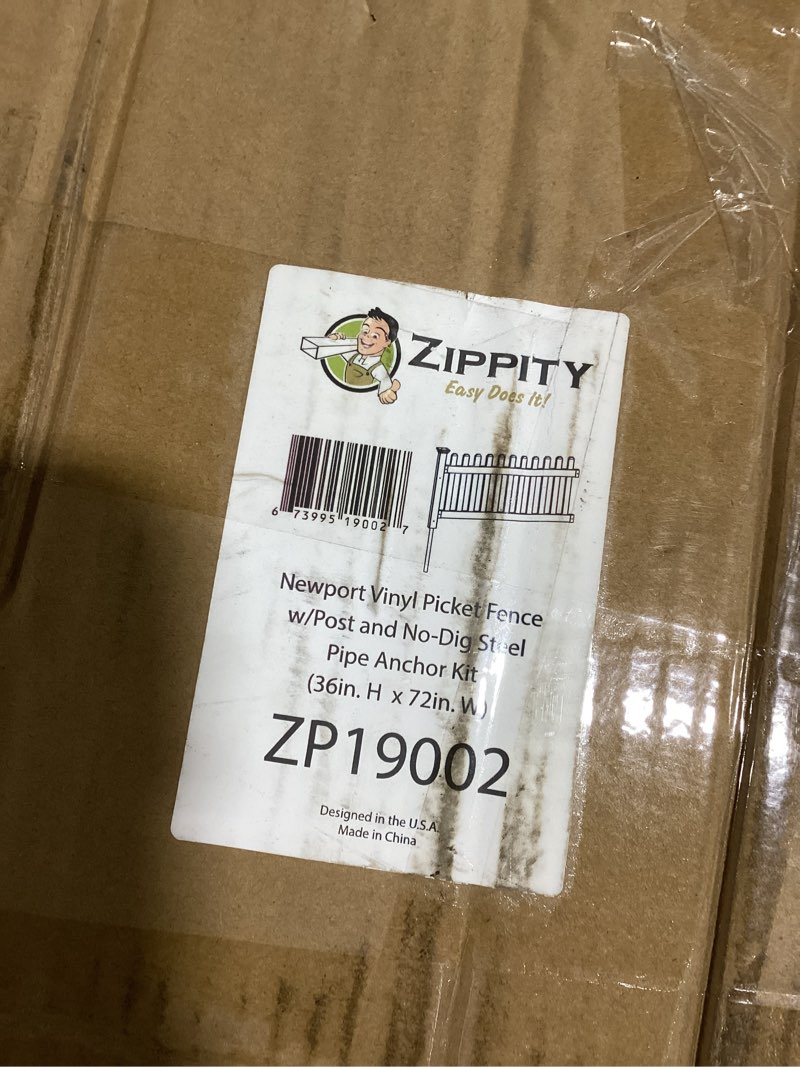 ZIPPITY
Easy Does It!
6 73995 19002 7
Newport Vinyl Picket Fence
w/Post and No-Dig Steel
Pipe Anchor Kit
(36in. H x 72in. W)
ZP19002
Designed in the U.S.A.
Made in China